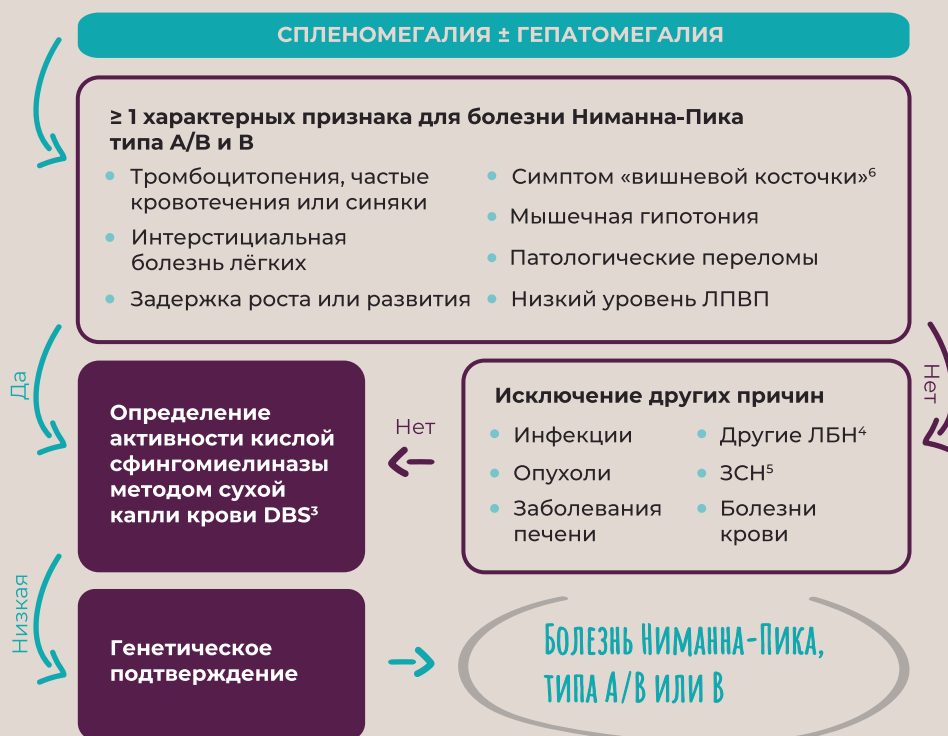 СПЛЕНОМЕГАЛИЯ ± ГЕПАТОМЕГАЛИЯ
≥ 1 характерных признака для болезни Ниманна-Пика
типа А/В и В
Тромбоцитопения, частые
кровотечения или синяки
Интерстициальная
болезнь лёгких
Задержка роста или развития
Симптом «вишневой косточки»⁶
Мышечная гипотония
Патологические переломы
Низкий уровень ЛПВП
Да
Нет
Определение
активности кислой
сфингомиелиназы
методом сухой
капли крови DBS³
Нет
Исключение других причин
Инфекции
Опухоли
Заболевания
печени
Другие ЛБН⁴
ЗСН⁵
Болезни
крови
Низкая
Генетическое
подтверждение
Болезнь Ниманна-Пика,
типа А/В или В